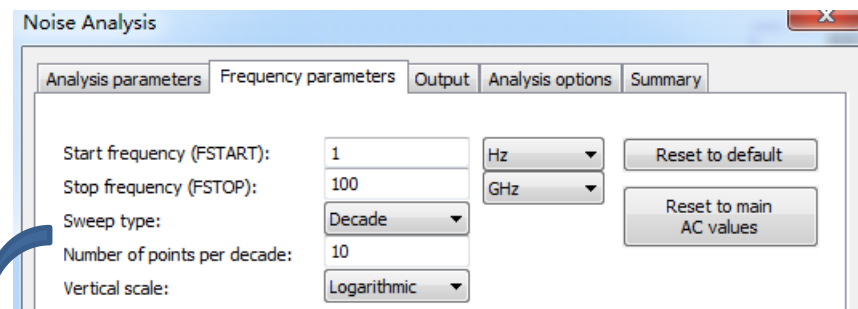 Noise Analysis
Analysis parameters Frequency parameters Output Analysis options Summary
Start frequency (FSTART): 1 Hz Reset to default
Stop frequency (FSTOP): 100 GHz
Reset to main
AC values
Sweep type: Decade
Number of points per decade: 10
Vertical scale: Logarithmic